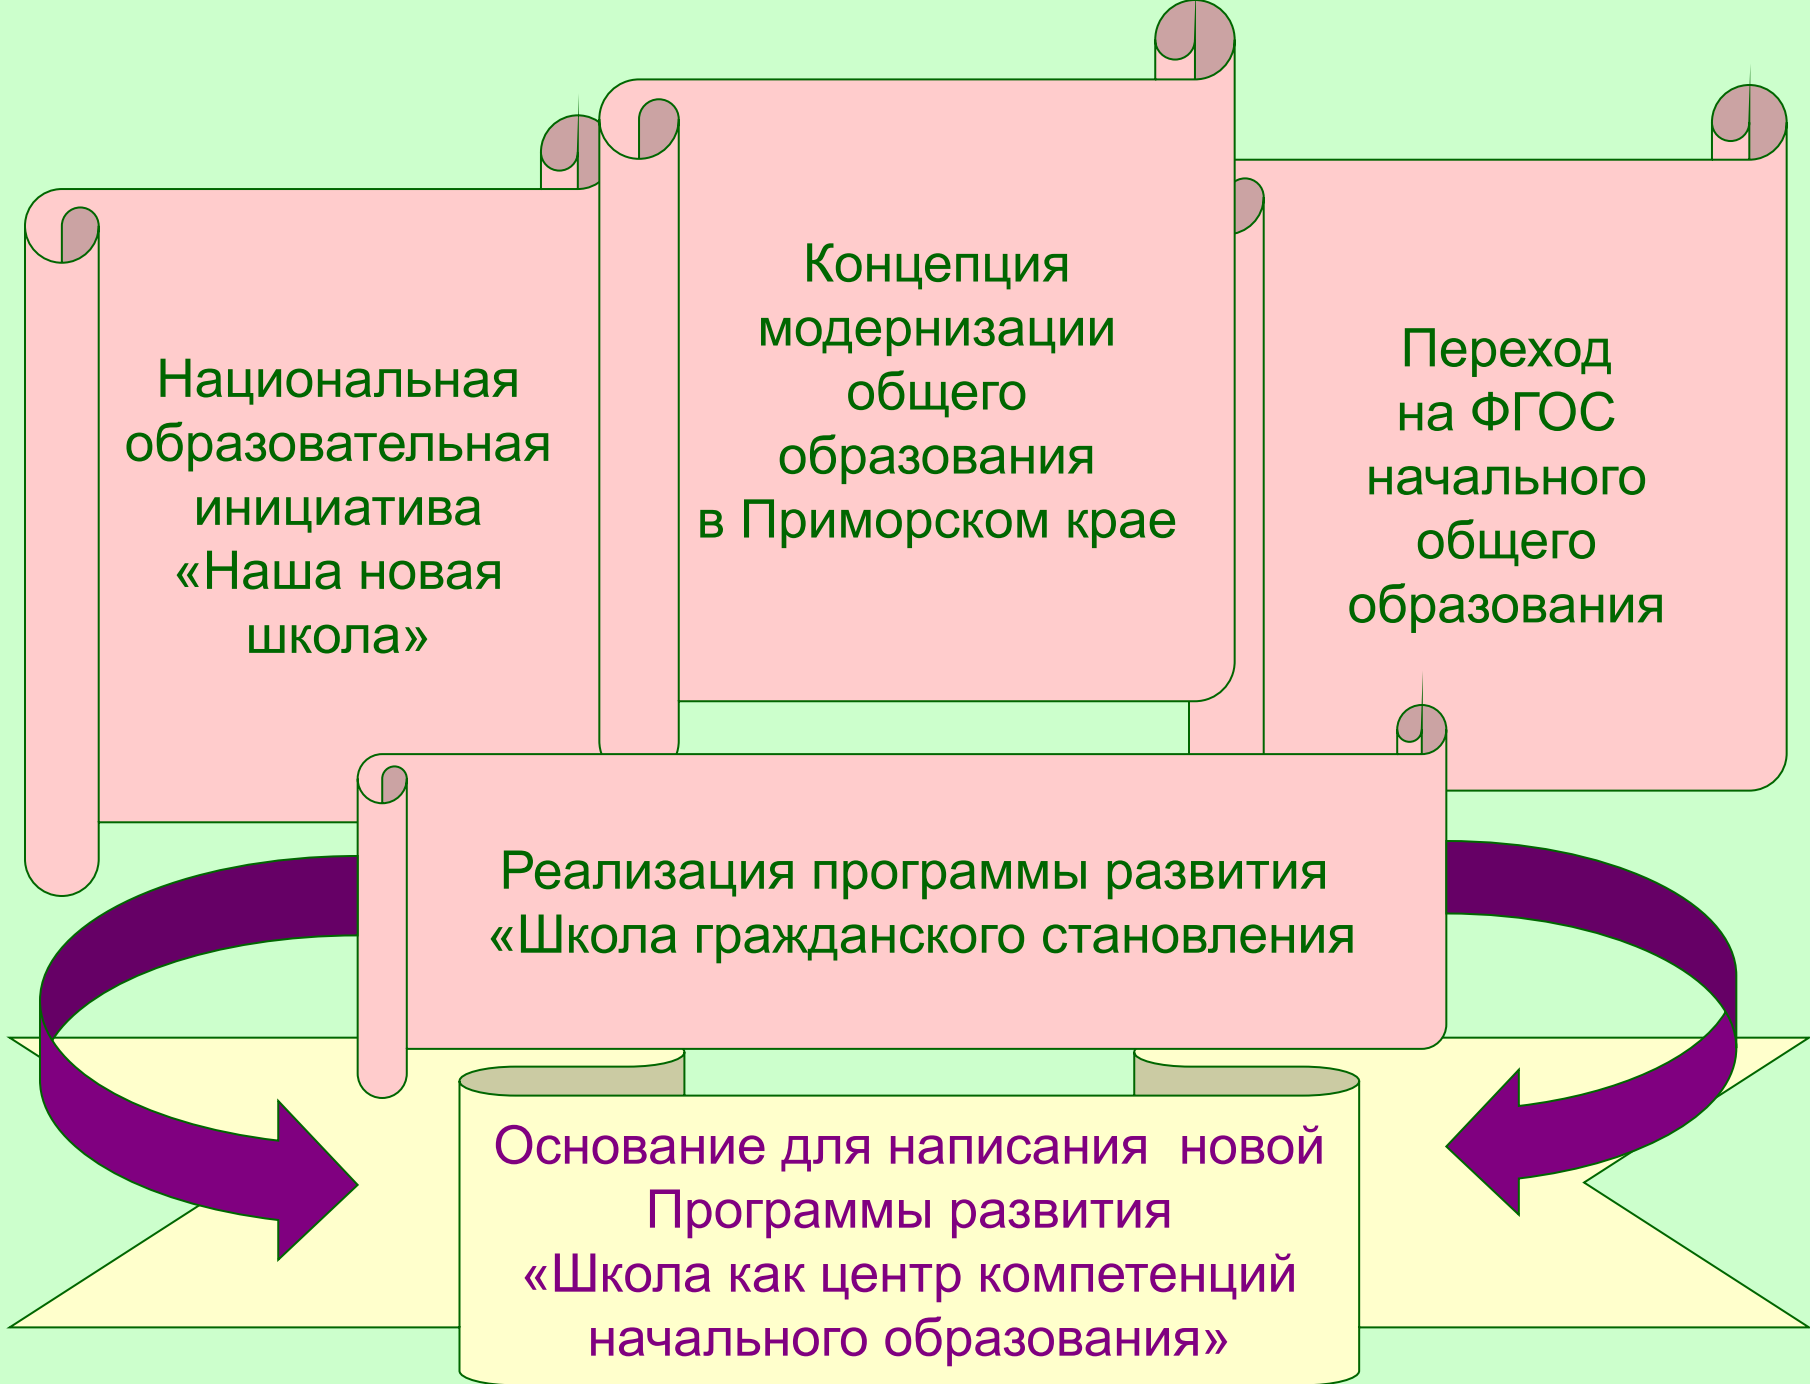 Национальная
образовательная
инициатива
«Наша новая
школа»
Концепция
модернизации
общего
образования
в Приморском крае
Переход
на ФГОС
начального
общего
образования
Реализация программы развития
«Школа гражданского становления
Основание для написания  новой
Программы развития
«Школа как центр компетенций
начального образования»